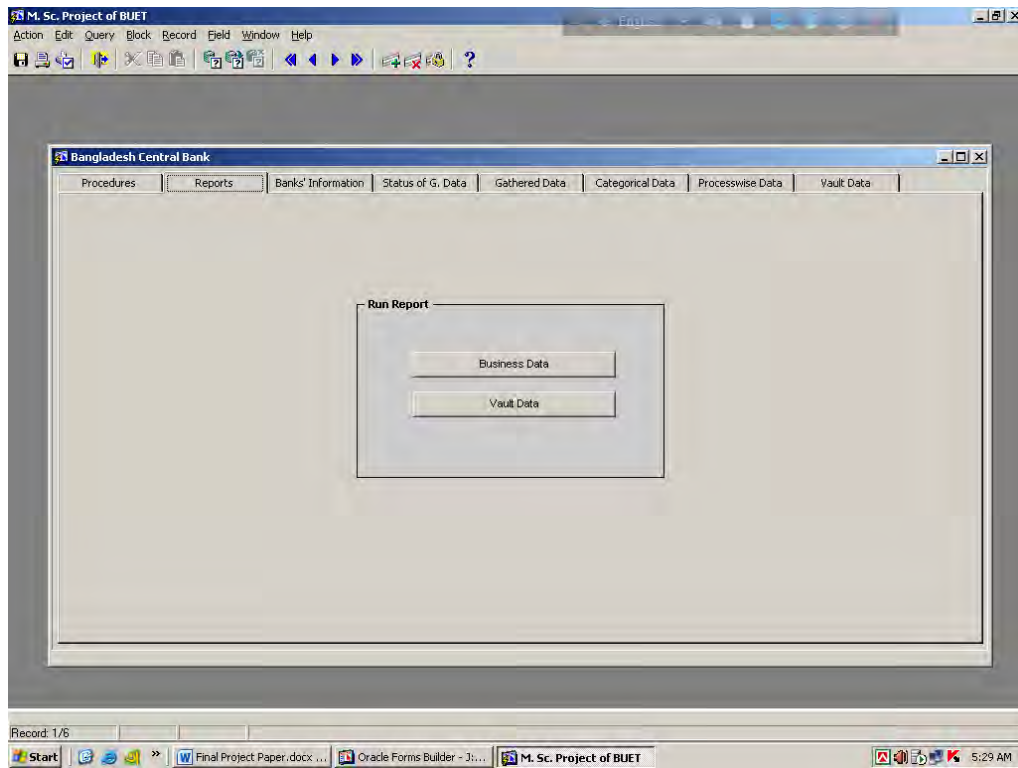 M. Sc. Project of BUET
Action Edit Query Block Record Field Window Help
Bangladesh Central Bank
Procedures Reports Banks' Information Status of G. Data Gathered Data Categorical Data Processwise Data Vault Data
Run Report
Business Data
Vault Data
Record: 1/6
Start Final Project Paper.docx ... Oracle Forms Builder - J:... M. Sc. Project of BUET 5:29 AM